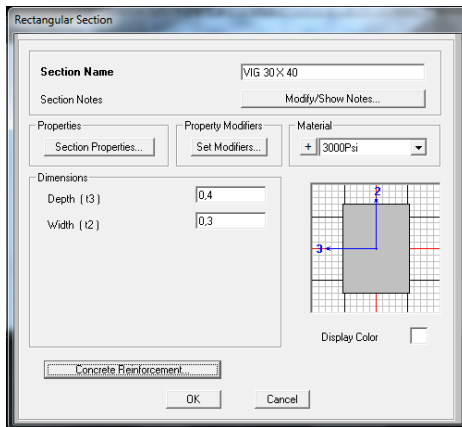 Rectangular Section
Section Name
VIG 30 X 40
Section Notes
Modify/Show Notes...
Properties
Property Modifiers
Material
Section Properties...
Set Modifiers...
+
3000Psi
Dimensions
Depth ( t3 )
0,4
Width ( t2 )
0,3
2
3
Display Color
Concrete Reinforcement...
OK
Cancel